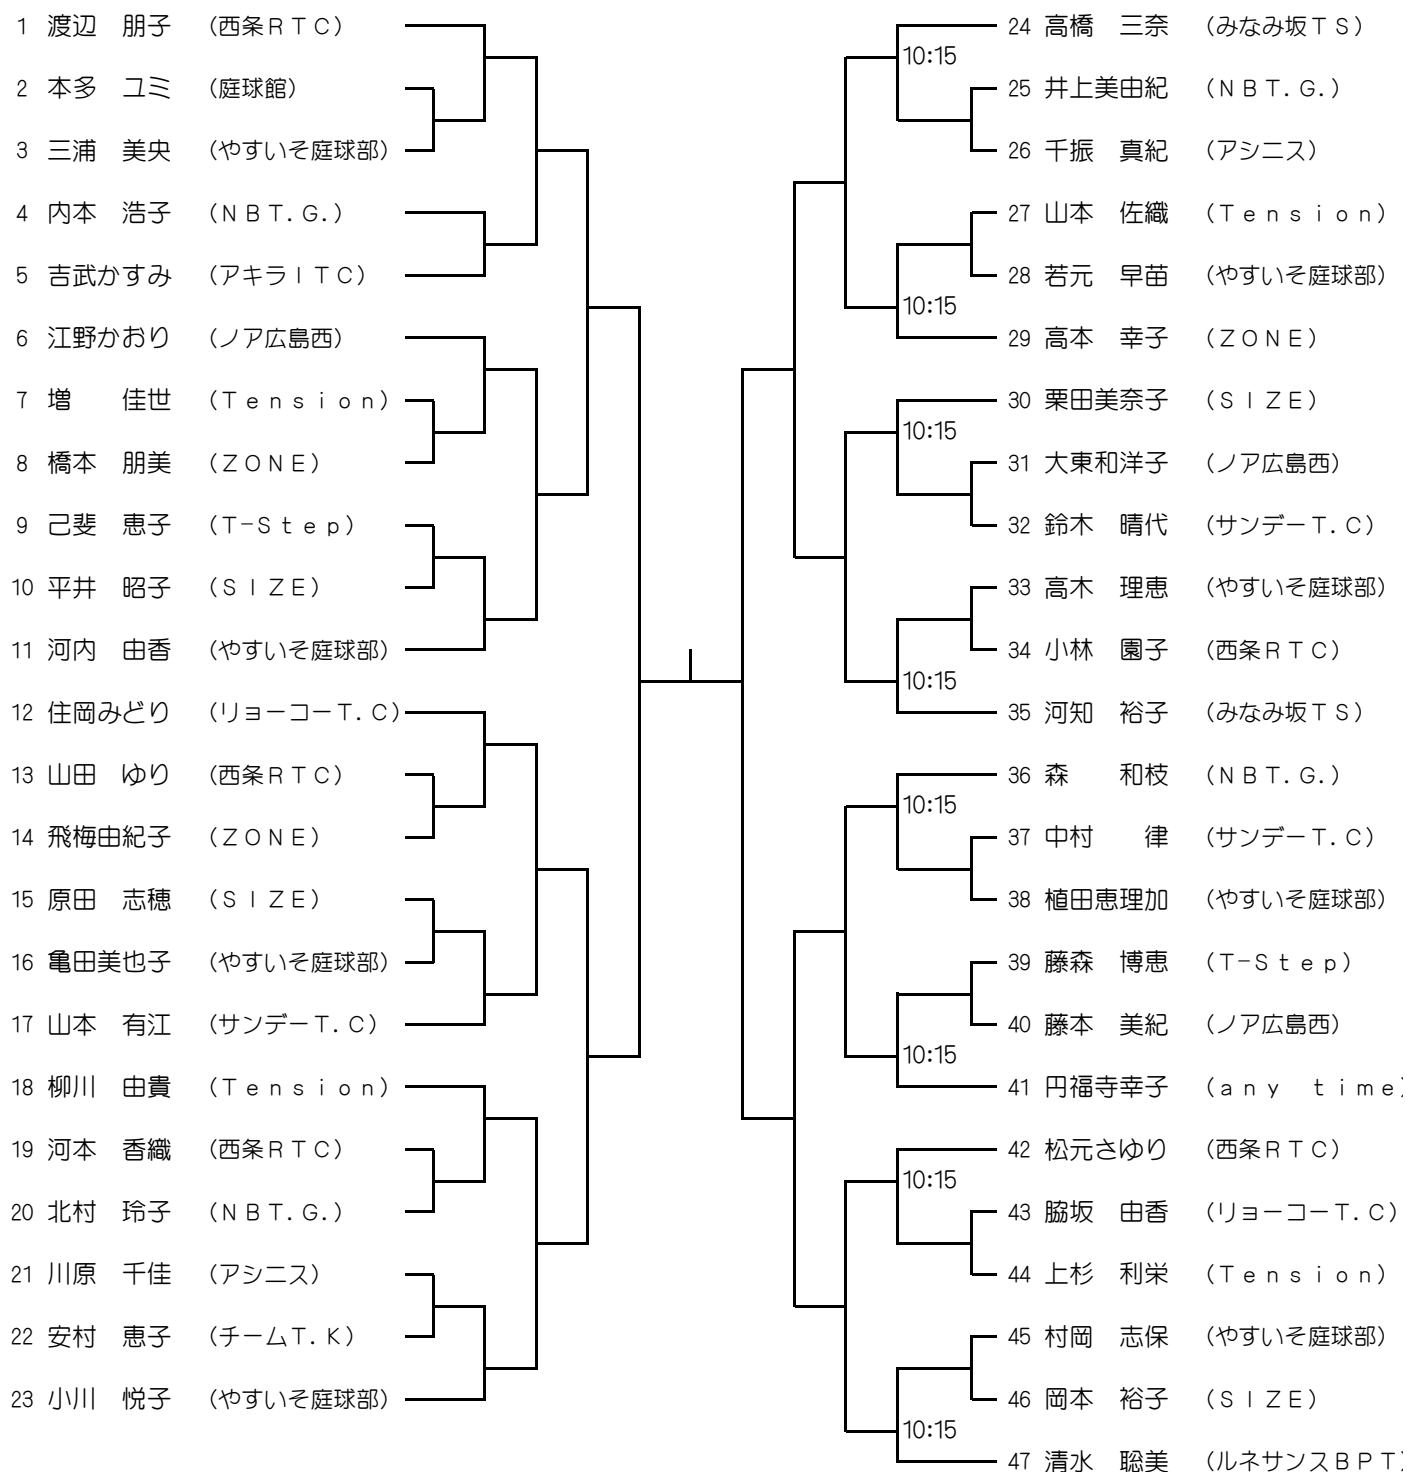 1 渡辺　朋子 (西条ＲＴＣ)
2 本多　ユミ (庭球館)
3 三浦　美央 (やすいそ庭球部)
4 内本　浩子 (ＮＢＴ.Ｇ.)
5 吉武かすみ (アキラＩＴＣ)
6 江野かおり (ノア広島西)
7 増　　佳世 (Ｔｅｎｓｉｏｎ)
8 橋本　朋美 (ＺＯＮＥ)
9 己斐　恵子 (Ｔ-Ｓｔｅｐ)
10 平井　昭子 (ＳＩＺＥ)
11 河内　由香 (やすいそ庭球部)
12 住岡みどり (リョーコーＴ.Ｃ)
13 山田　ゆり (西条ＲＴＣ)
14 飛梅由紀子 (ＺＯＮＥ)
15 原田　志穂 (ＳＩＺＥ)
16 亀田美也子 (やすいそ庭球部)
17 山本　有江 (サンデーＴ.Ｃ)
18 柳川　由貴 (Ｔｅｎｓｉｏｎ)
19 河本　香織 (西条ＲＴＣ)
20 北村　玲子 (ＮＢＴ.Ｇ.)
21 川原　千佳 (アシニス)
22 安村　恵子 (チームＴ.Ｋ)
23 小川　悦子 (やすいそ庭球部)
24 高橋　三奈 (みなみ坂ＴＳ)
10:15
25 井上美由紀 (ＮＢＴ.Ｇ.)
26 千振　真紀 (アシニス)
27 山本　佐織 (Ｔｅｎｓｉｏｎ)
28 若元　早苗 (やすいそ庭球部)
10:15
29 高本　幸子 (ＺＯＮＥ)
30 栗田美奈子 (ＳＩＺＥ)
10:15
31 大東和洋子 (ノア広島西)
32 鈴木　晴代 (サンデーＴ.Ｃ)
33 高木　理恵 (やすいそ庭球部)
34 小林　園子 (西条ＲＴＣ)
10:15
35 河知　裕子 (みなみ坂ＴＳ)
36 森　　和枝 (ＮＢＴ.Ｇ.)
10:15
37 中村　　律 (サンデーＴ.Ｃ)
38 植田恵理加 (やすいそ庭球部)
39 藤森　博恵 (Ｔ-Ｓｔｅｐ)
40 藤本　美紀 (ノア広島西)
10:15
41 円福寺幸子 (ａｎｙ　ｔｉｍｅ)
42 松元さゆり (西条ＲＴＣ)
10:15
43 脇坂　由香 (リョーコーＴ.Ｃ)
44 上杉　利栄 (Ｔｅｎｓｉｏｎ)
45 村岡　志保 (やすいそ庭球部)
46 岡本　裕子 (ＳＩＺＥ)
10:15
47 清水　聡美 (ルネサンスＢＰＴ)